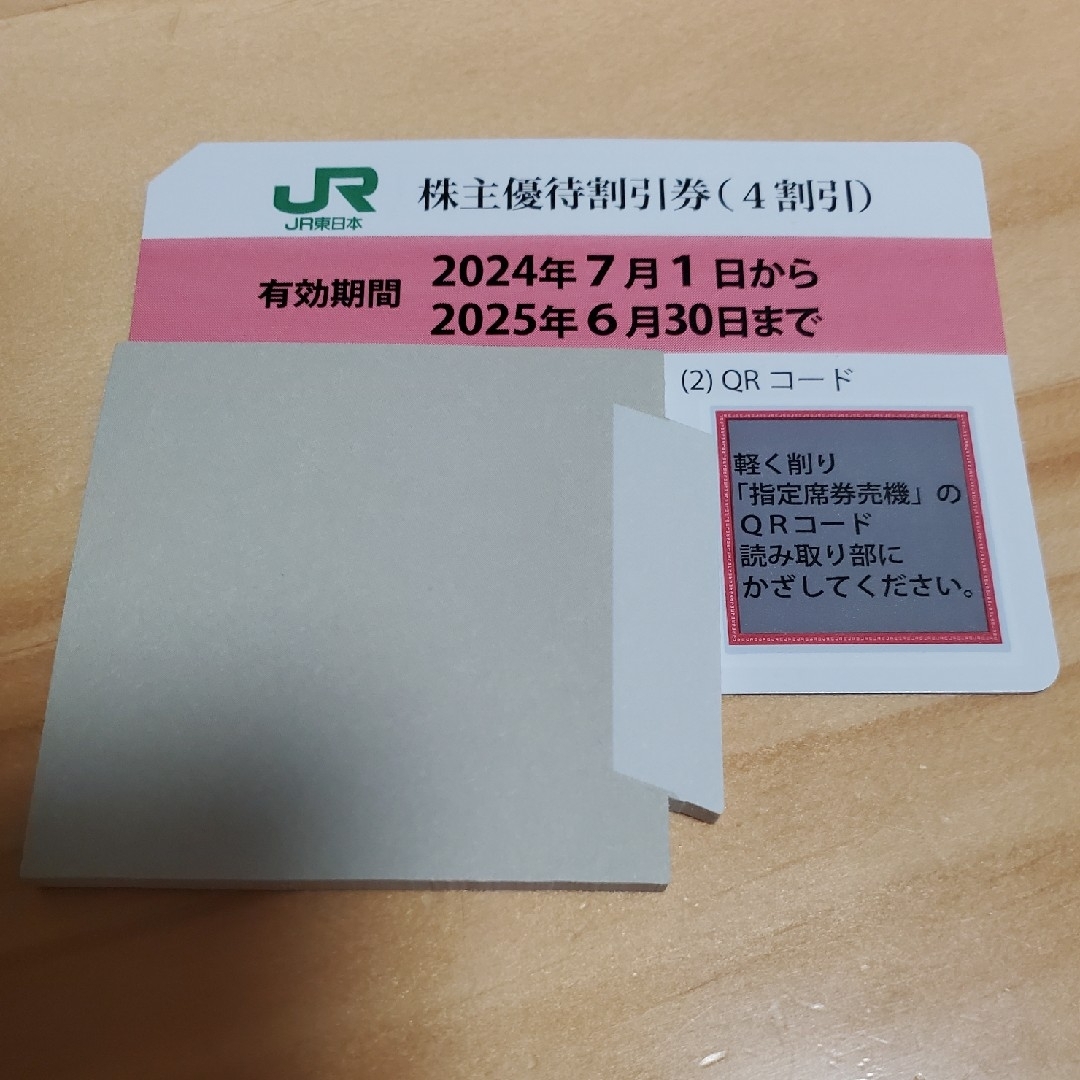 JR
JR東日本
株主優待割引券(4割引)
有効期間
2024年7月1日から
2025年6月30日まで
(2) QR コード
軽く削り
「指定席券売機」の
QRコード
読み取り部に
かざしてください。